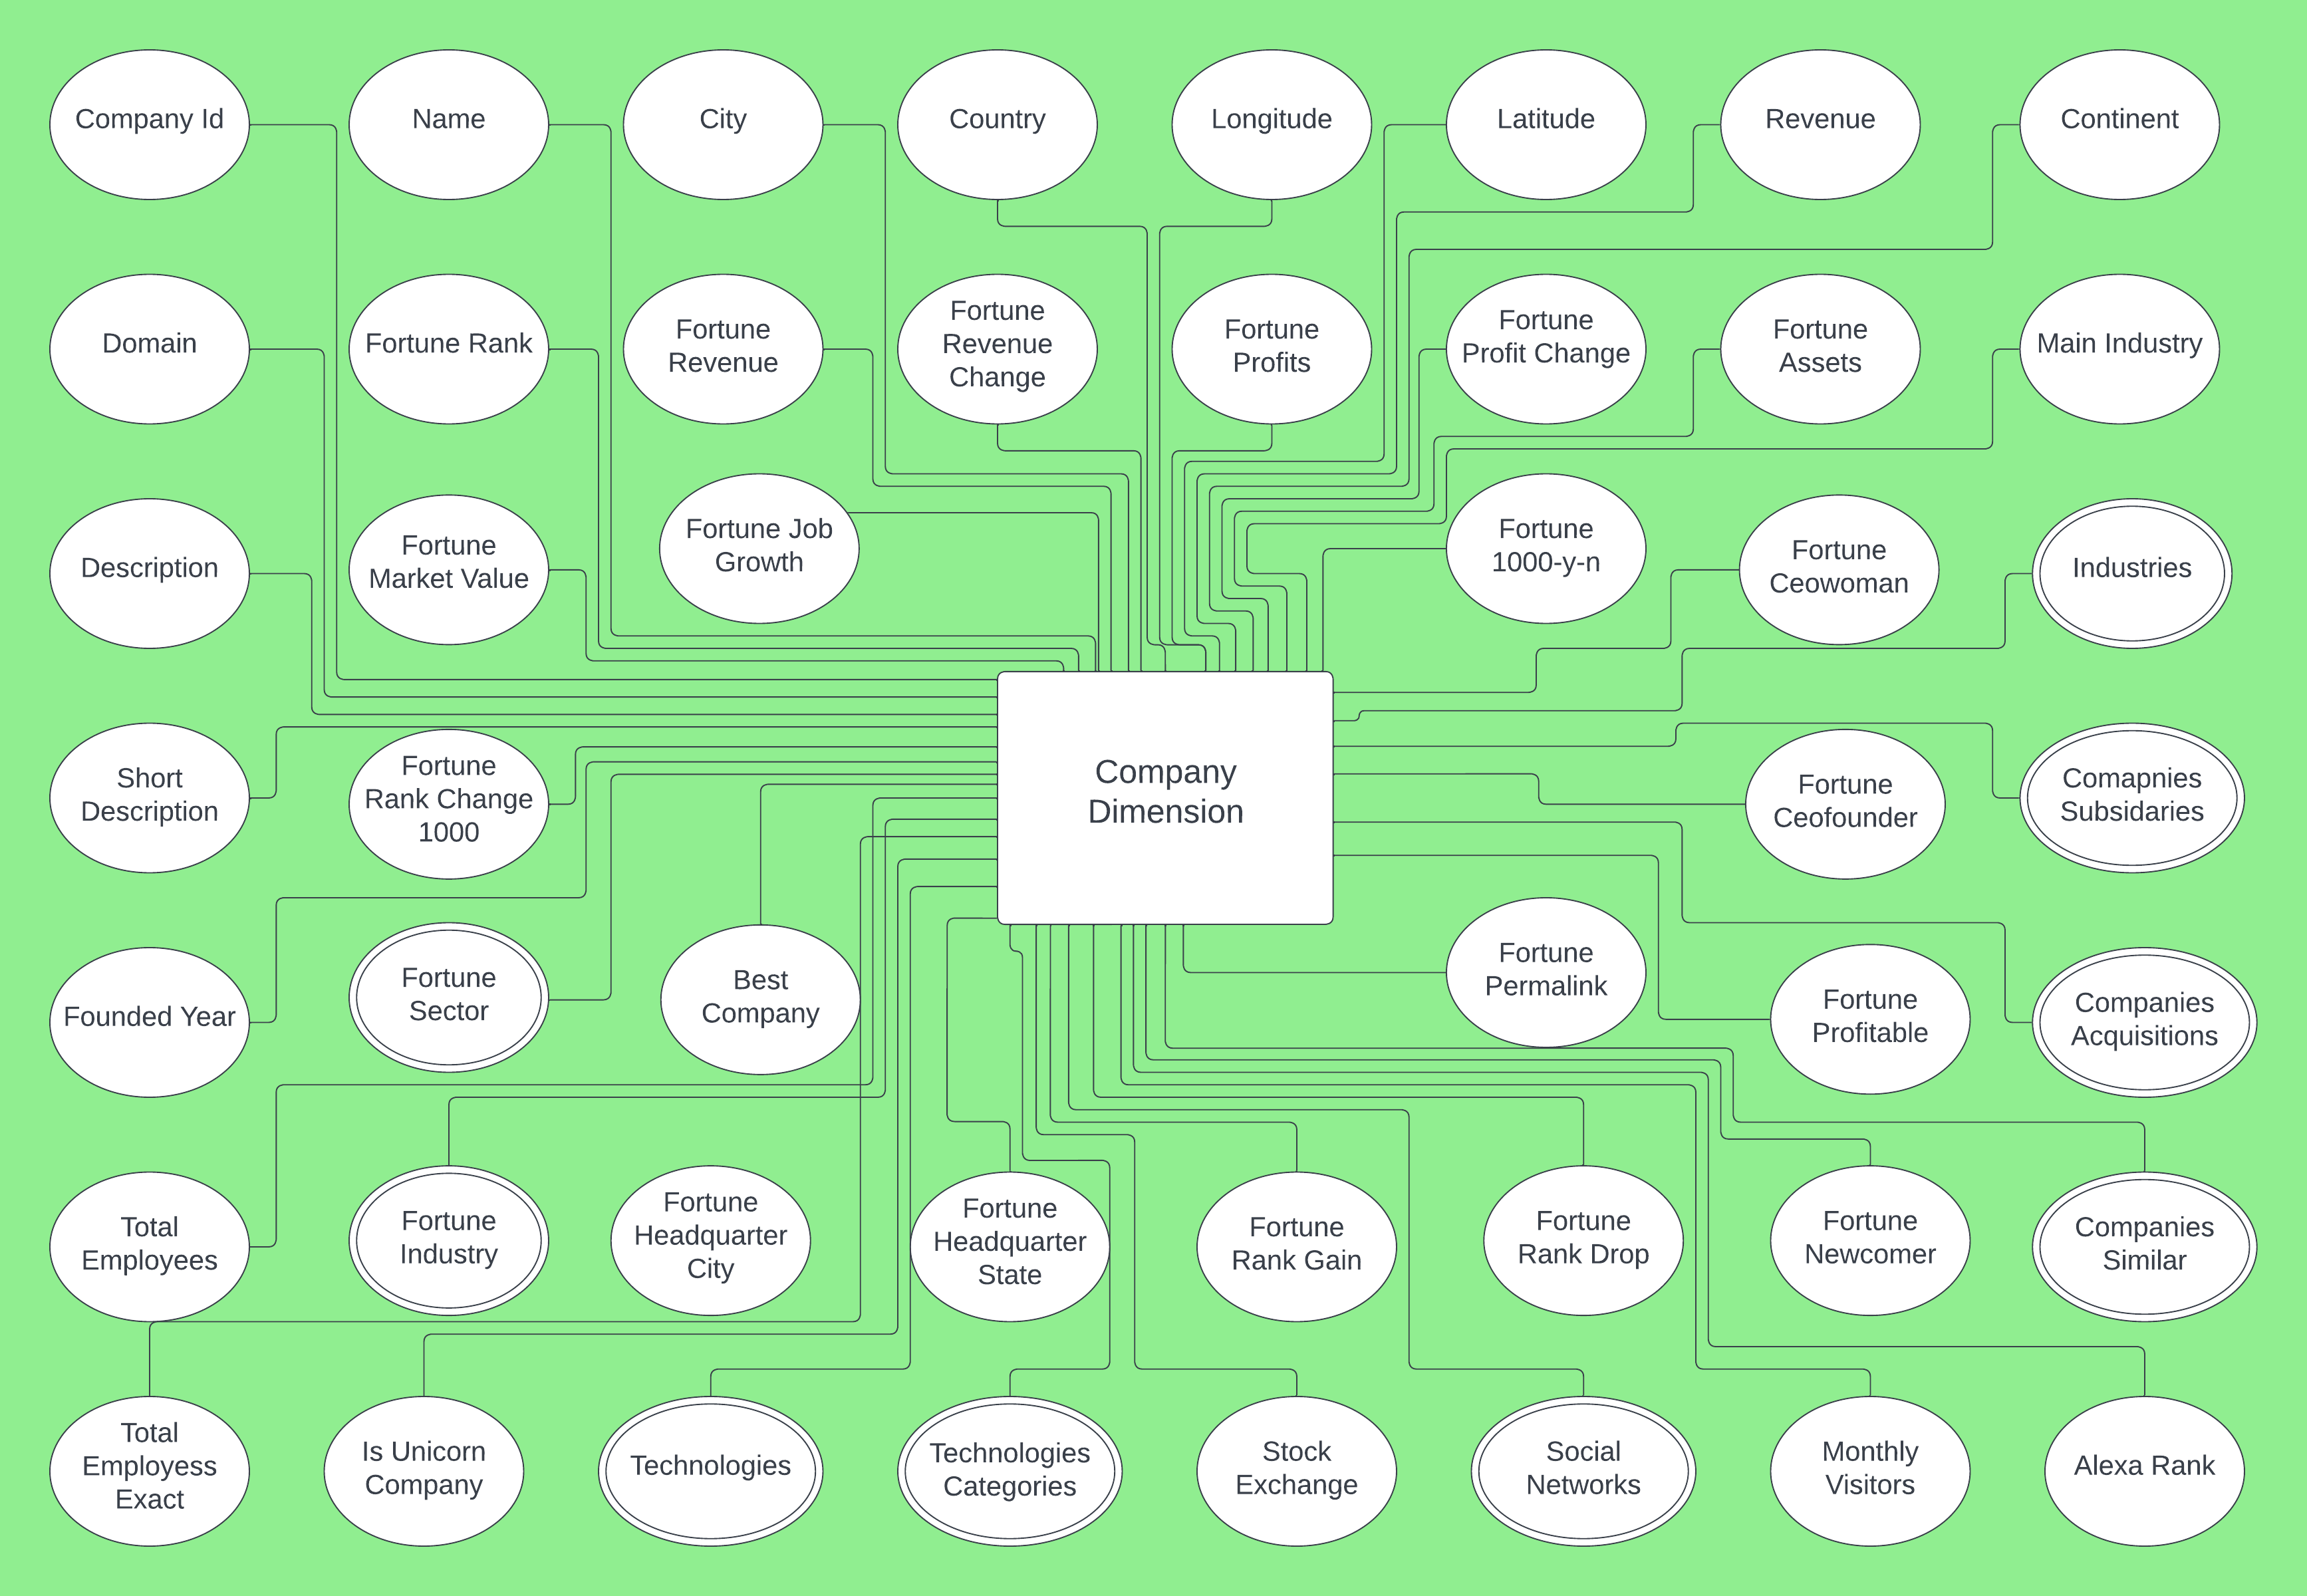 Company Id
Name
City
Country
Longitude
Latitude
Revenue
Continent
Domain
Fortune Rank
Fortune
Revenue
Fortune
Revenue
Change
Fortune
Profits
Fortune
Profit Change
Fortune
Assets
Main Industry
Description
Fortune
Market Value
Fortune Job
Growth
Fortune
1000-y-n
Fortune
Ceowoman
Industries
Short
Description
Fortune
Rank Change
1000
Company
Dimension
Fortune
Ceofounder
Comapnies
Subsidaries
Founded Year
Fortune
Sector
Best
Company
Fortune
Permalink
Fortune
Profitable
Companies
Acquisitions
Total
Employees
Fortune
Industry
Fortune
Headquarter
City
Fortune
Headquarter
State
Fortune
Rank Gain
Fortune
Rank Drop
Fortune
Newcomer
Companies
Similar
Total
Employess
Exact
Is Unicorn
Company
Technologies
Technologies
Categories
Stock
Exchange
Social
Networks
Monthly
Visitors
Alexa Rank